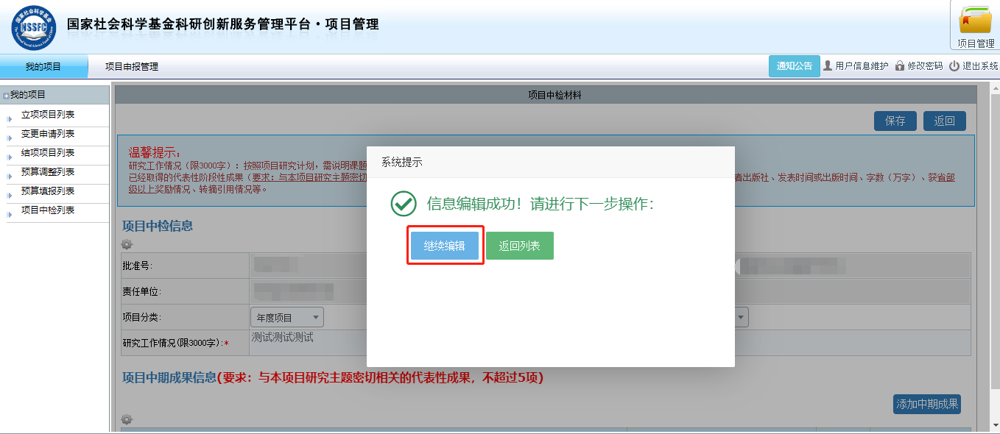 国家社会科学基金科研创新服务管理平台・项目管理
NSSFC
项目管理
我的项目
项目申报管理
通知公告
用户信息维护
修改密码
退出系统
我的项目
立项项目列表
变更申请列表
结项项目列表
预算调整列表
预算填报列表
项目中检列表
项目中检材料
保存
返回
温馨提示：
研究工作情况（限3000字）：按照项目研究计划，需说明课题
已经取得的代表性阶段性成果（要求：与本项目研究主题密切
者出版社、发表时间或出版时间、字数（万字）、获省部
级以上奖励情况、转摘引用情况等。
系统提示
信息编辑成功！请进行下一步操作：
继续编辑
返回列表
项目中检信息
批准号:
责任单位:
项目分类:
年度项目
研究工作情况(限3000字):*
测试测试测试
项目中期成果信息(要求：与本项目研究主题密切相关的代表性成果，不超过5项)
添加中期成果